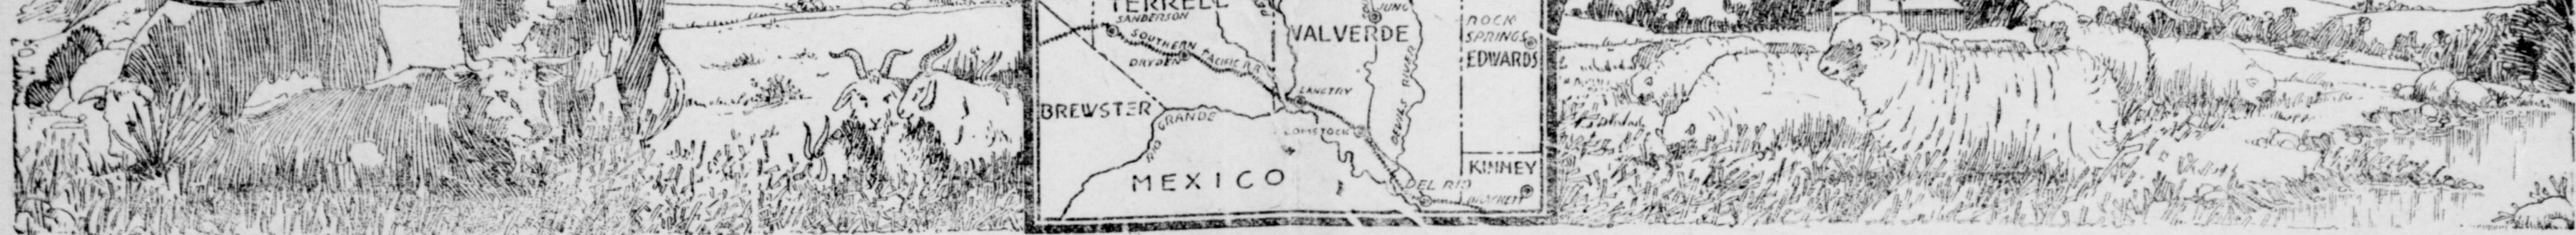 TERRELL
SANDERSON
JUNO
VALVERDE
ROCK
SPRINGS
SOUTHERN PACIFIC R.R.
DRYDEN
EDWARDS
DEVILS RIVER
LANGTRY
BREWSTER
RIO GRANDE
COMSTOCK
KINNEY
MEXICO
DEL RIO